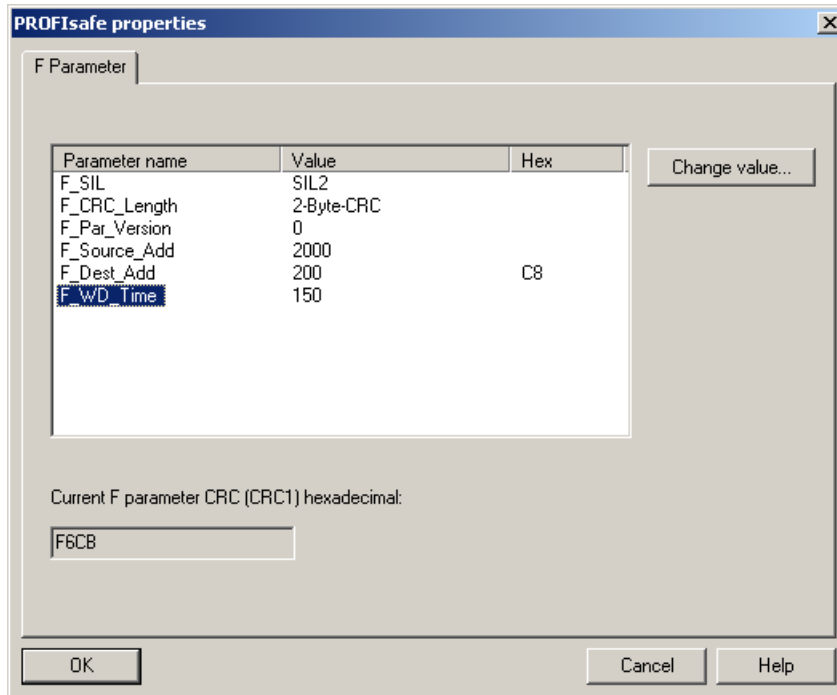 PROFIsafe properties
F Parameter
Parameter name Value Hex
F_SIL SIL2
F_CRC_Length 2-Byte-CRC
F_Par_Version 0
F_Source_Add 2000
F_Dest_Add 200 C8
F_WD_Time 150
Change value...
Current F parameter CRC (CRC1) hexadecimal:
F6CB
OK Cancel Help